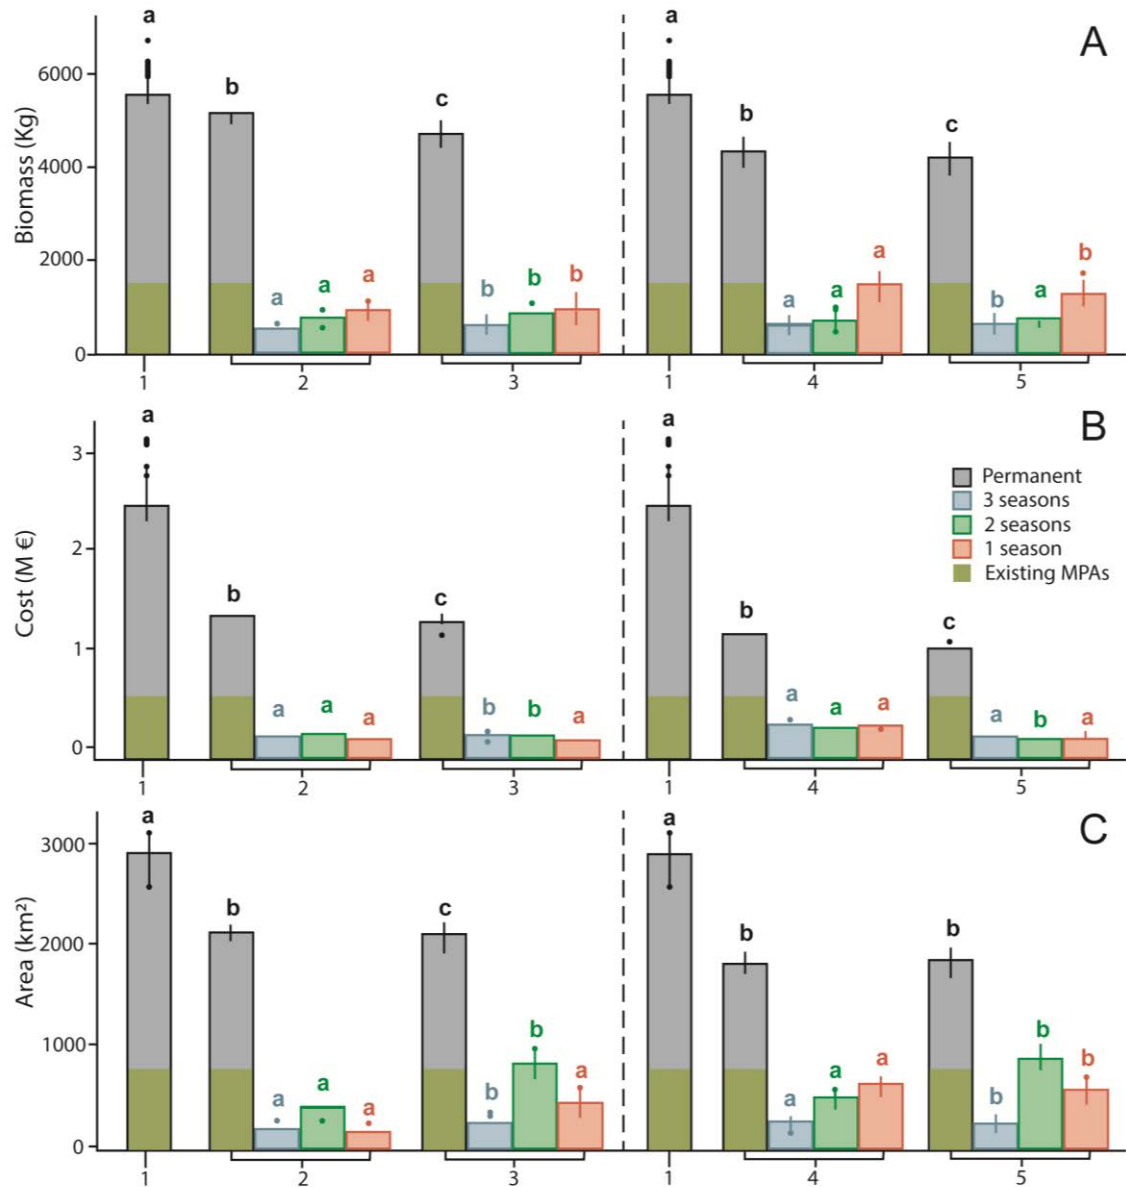 A
a
a
b
c
b
c
6000
4000
2000
0
Biomass (Kg)
a
a
a
b
b
b
a
a
a
b
a
b
1
2
3
1
4
5
B
a
a
b
c
b
c
3
2
1
0
Cost (M €)
Permanent
3 seasons
2 seasons
1 season
Existing MPAs
a
a
a
b
b
a
a
a
a
a
b
a
1
2
3
1
4
5
C
a
a
b
c
b
b
3000
2000
1000
0
Area (km²)
a
a
a
b
b
a
a
a
a
b
b
b
1
2
3
1
4
5